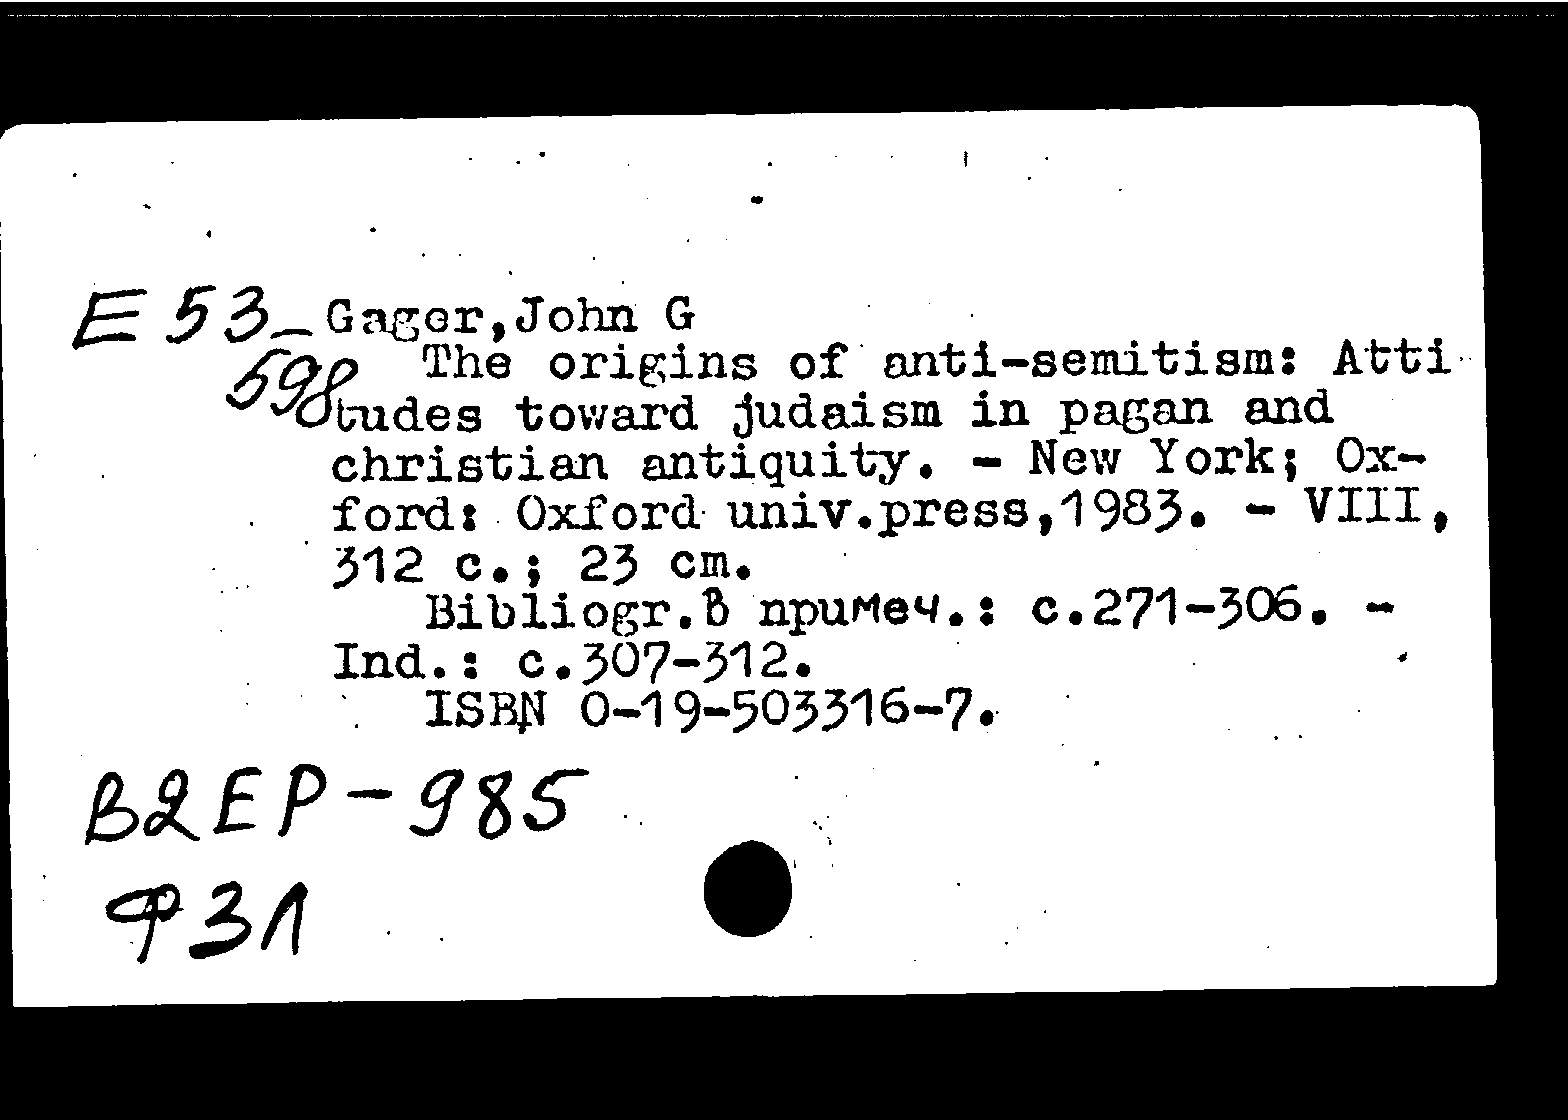 E 53- Gager,John G
598 The origins of anti-semitism: Atti
tudes toward judaism in pagan and
christian antiquity. - New York; Ox-
ford: Oxford univ.press,1983. - VIII,
312 c.; 23 cm.
Bibliogr.в примеч.: c.271-306. -
Ind.: c.307-312.
ISBN 0-19-503316-7.
В2ЕР-985
ФЗЛ